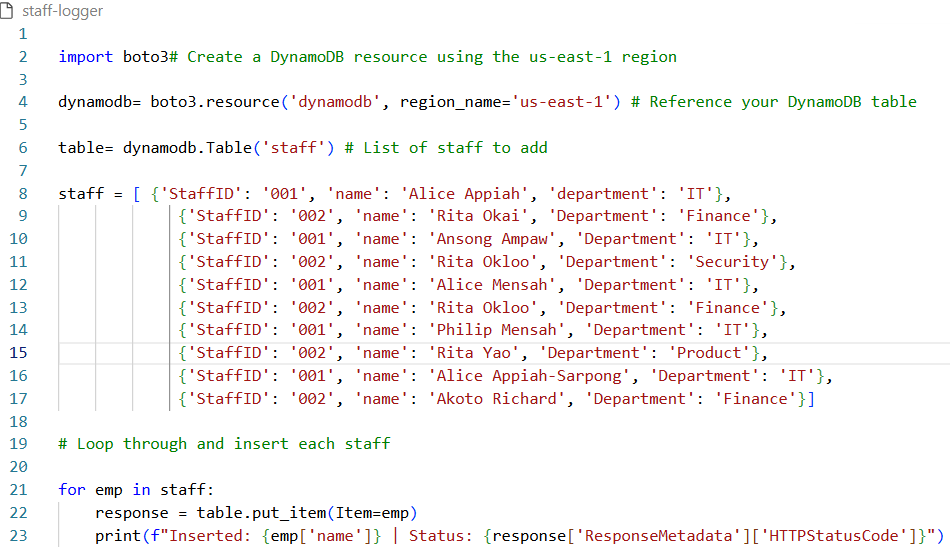 staff-logger
1
2 import boto3# Create a DynamoDB resource using the us-east-1 region
3
4 dynamodb= boto3.resource('dynamodb', region_name='us-east-1') # Reference your DynamoDB table
5
6 table= dynamodb.Table('staff') # List of staff to add
7
8 staff = [ {'StaffID': '001', 'name': 'Alice Appiah', 'department': 'IT'},
9 {'StaffID': '002', 'name': 'Rita Okai', 'Department': 'Finance'},
10 {'StaffID': '001', 'name': 'Ansong Ampaw', 'Department': 'IT'},
11 {'StaffID': '002', 'name': 'Rita Okloo', 'Department': 'Security'},
12 {'StaffID': '001', 'name': 'Alice Mensah', 'Department': 'IT'},
13 {'StaffID': '002', 'name': 'Rita Okloo', 'Department': 'Finance'},
14 {'StaffID': '001', 'name': 'Philip Mensah', 'Department': 'IT'},
15 {'StaffID': '002', 'name': 'Rita Yao', 'Department': 'Product'},
16 {'StaffID': '001', 'name': 'Alice Appiah-Sarpong', 'Department': 'IT'},
17 {'StaffID': '002', 'name': 'Akoto Richard', 'Department': 'Finance'}]
18
19 # Loop through and insert each staff
20
21 for emp in staff:
22 response = table.put_item(Item=emp)
23 print(f"Inserted: {emp['name']} | Status: {response['ResponseMetadata']['HTTPStatusCode']}")